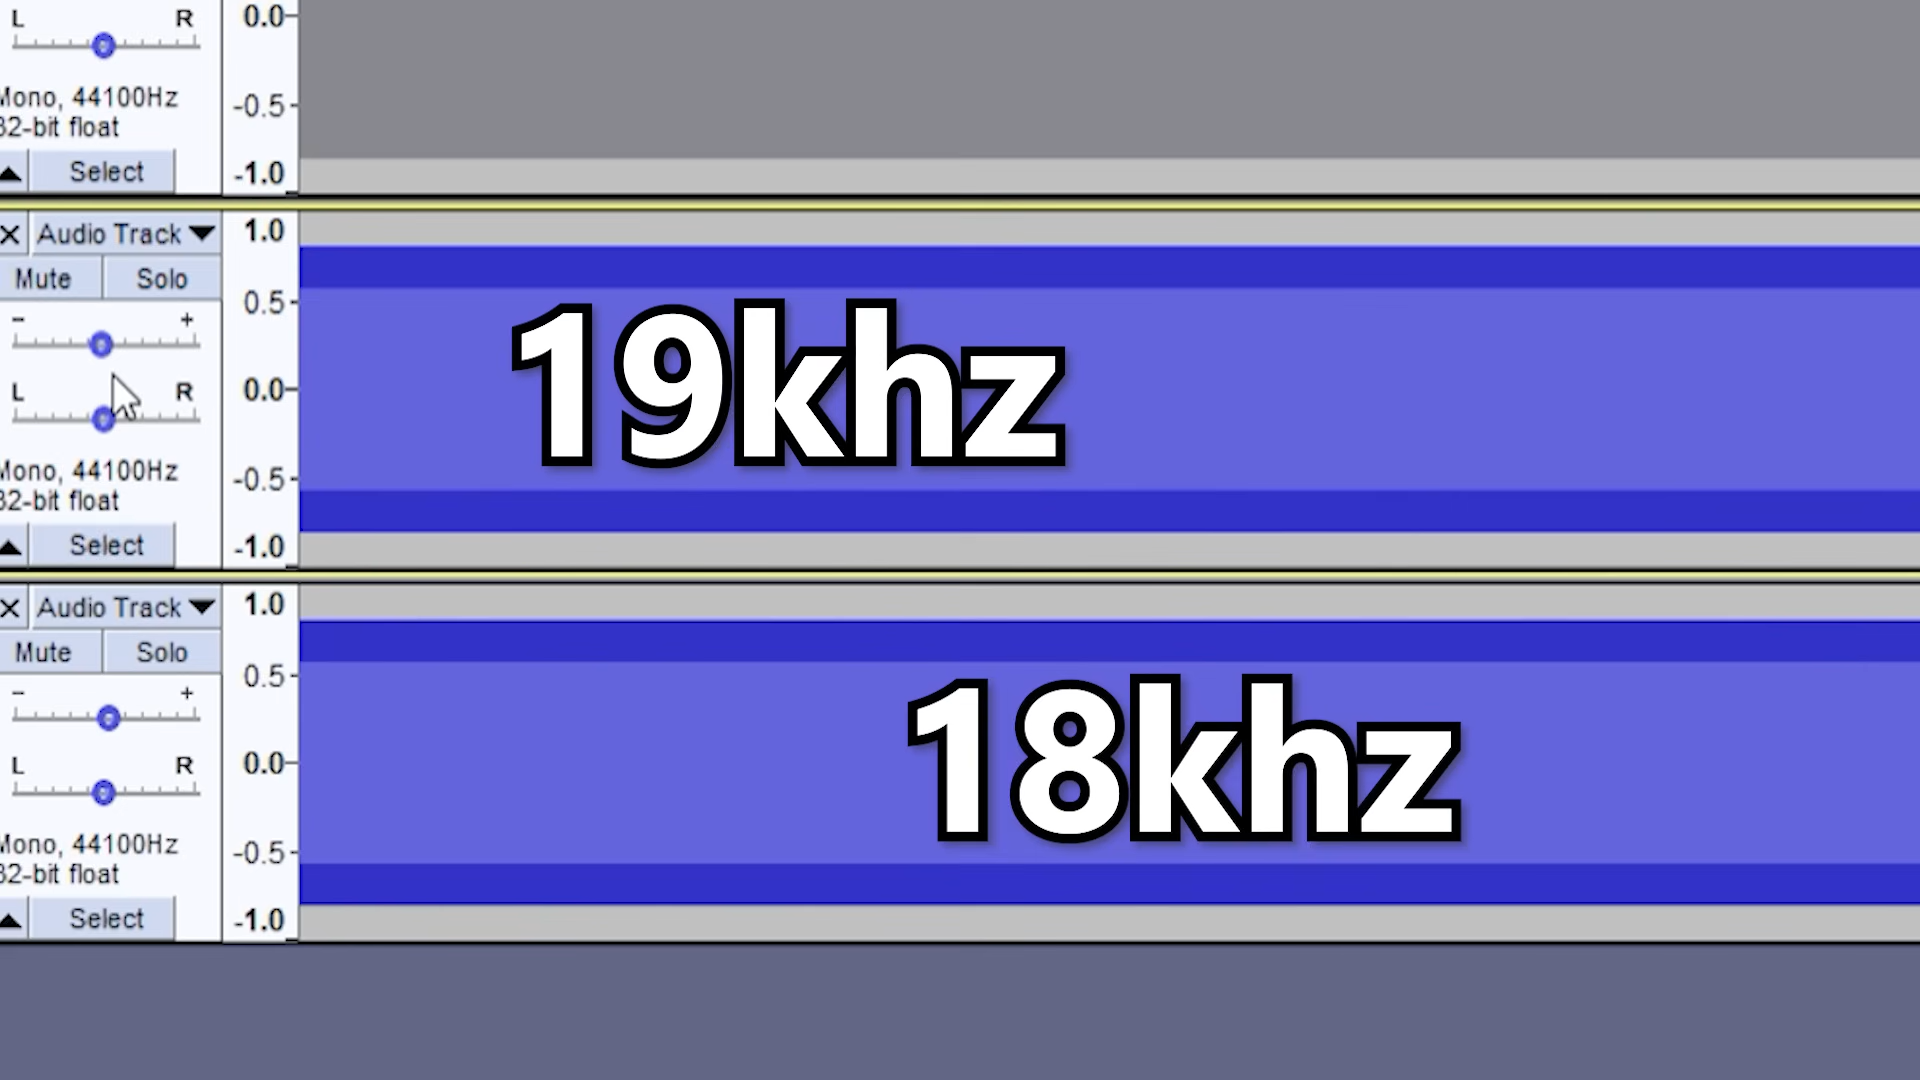 L R
0.0
-0.5
Mono, 44100Hz
32-bit float
Select
-1.0
X Audio Track
1.0
Mute Solo
0.5
- +
0.0
L R
19khz
Mono, 44100Hz
-0.5
32-bit float
Select
-1.0
X Audio Track
1.0
Mute Solo
0.5
- +
0.0
L R
18khz
Mono, 44100Hz
-0.5
32-bit float
Select
-1.0